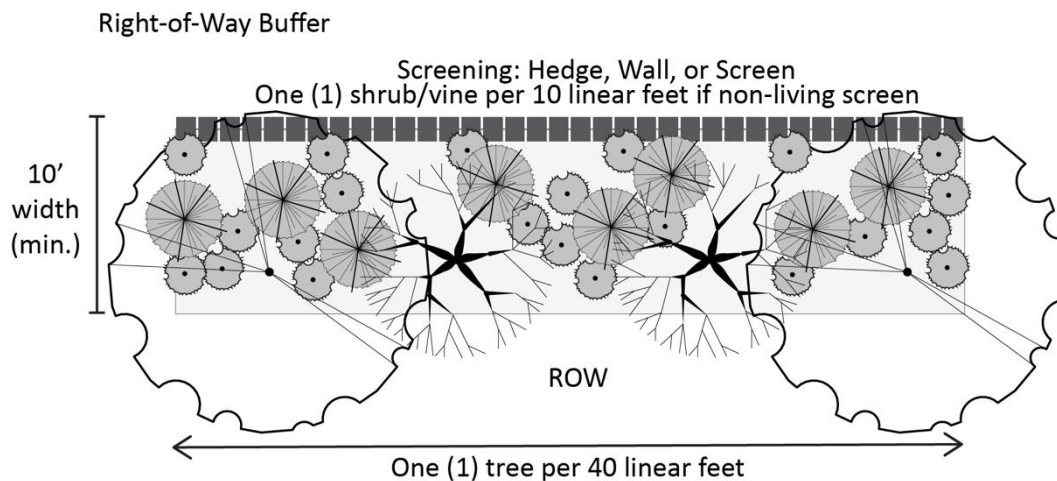 Right-of-Way Buffer
Screening: Hedge, Wall, or Screen
One (1) shrub/vine per 10 linear feet if non-living screen
10’
width
(min.)
ROW
One (1) tree per 40 linear feet